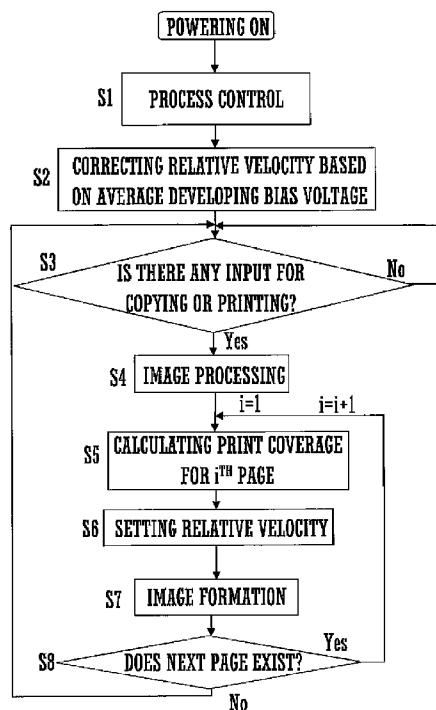 POWERING ON
S1
PROCESS CONTROL
S2
CORRECTING RELATIVE VELOCITY BASED
ON AVERAGE DEVELOPING BIAS VOLTAGE
S3
IS THERE ANY INPUT FOR
COPYING OR PRINTING?
No
Yes
S4
IMAGE PROCESSING
i=1
i=i+1
S5
CALCULATING PRINT COVERAGE
FOR iTH PAGE
S6
SETTING RELATIVE VELOCITY
S7
IMAGE FORMATION
S8
DOES NEXT PAGE EXIST?
Yes
No